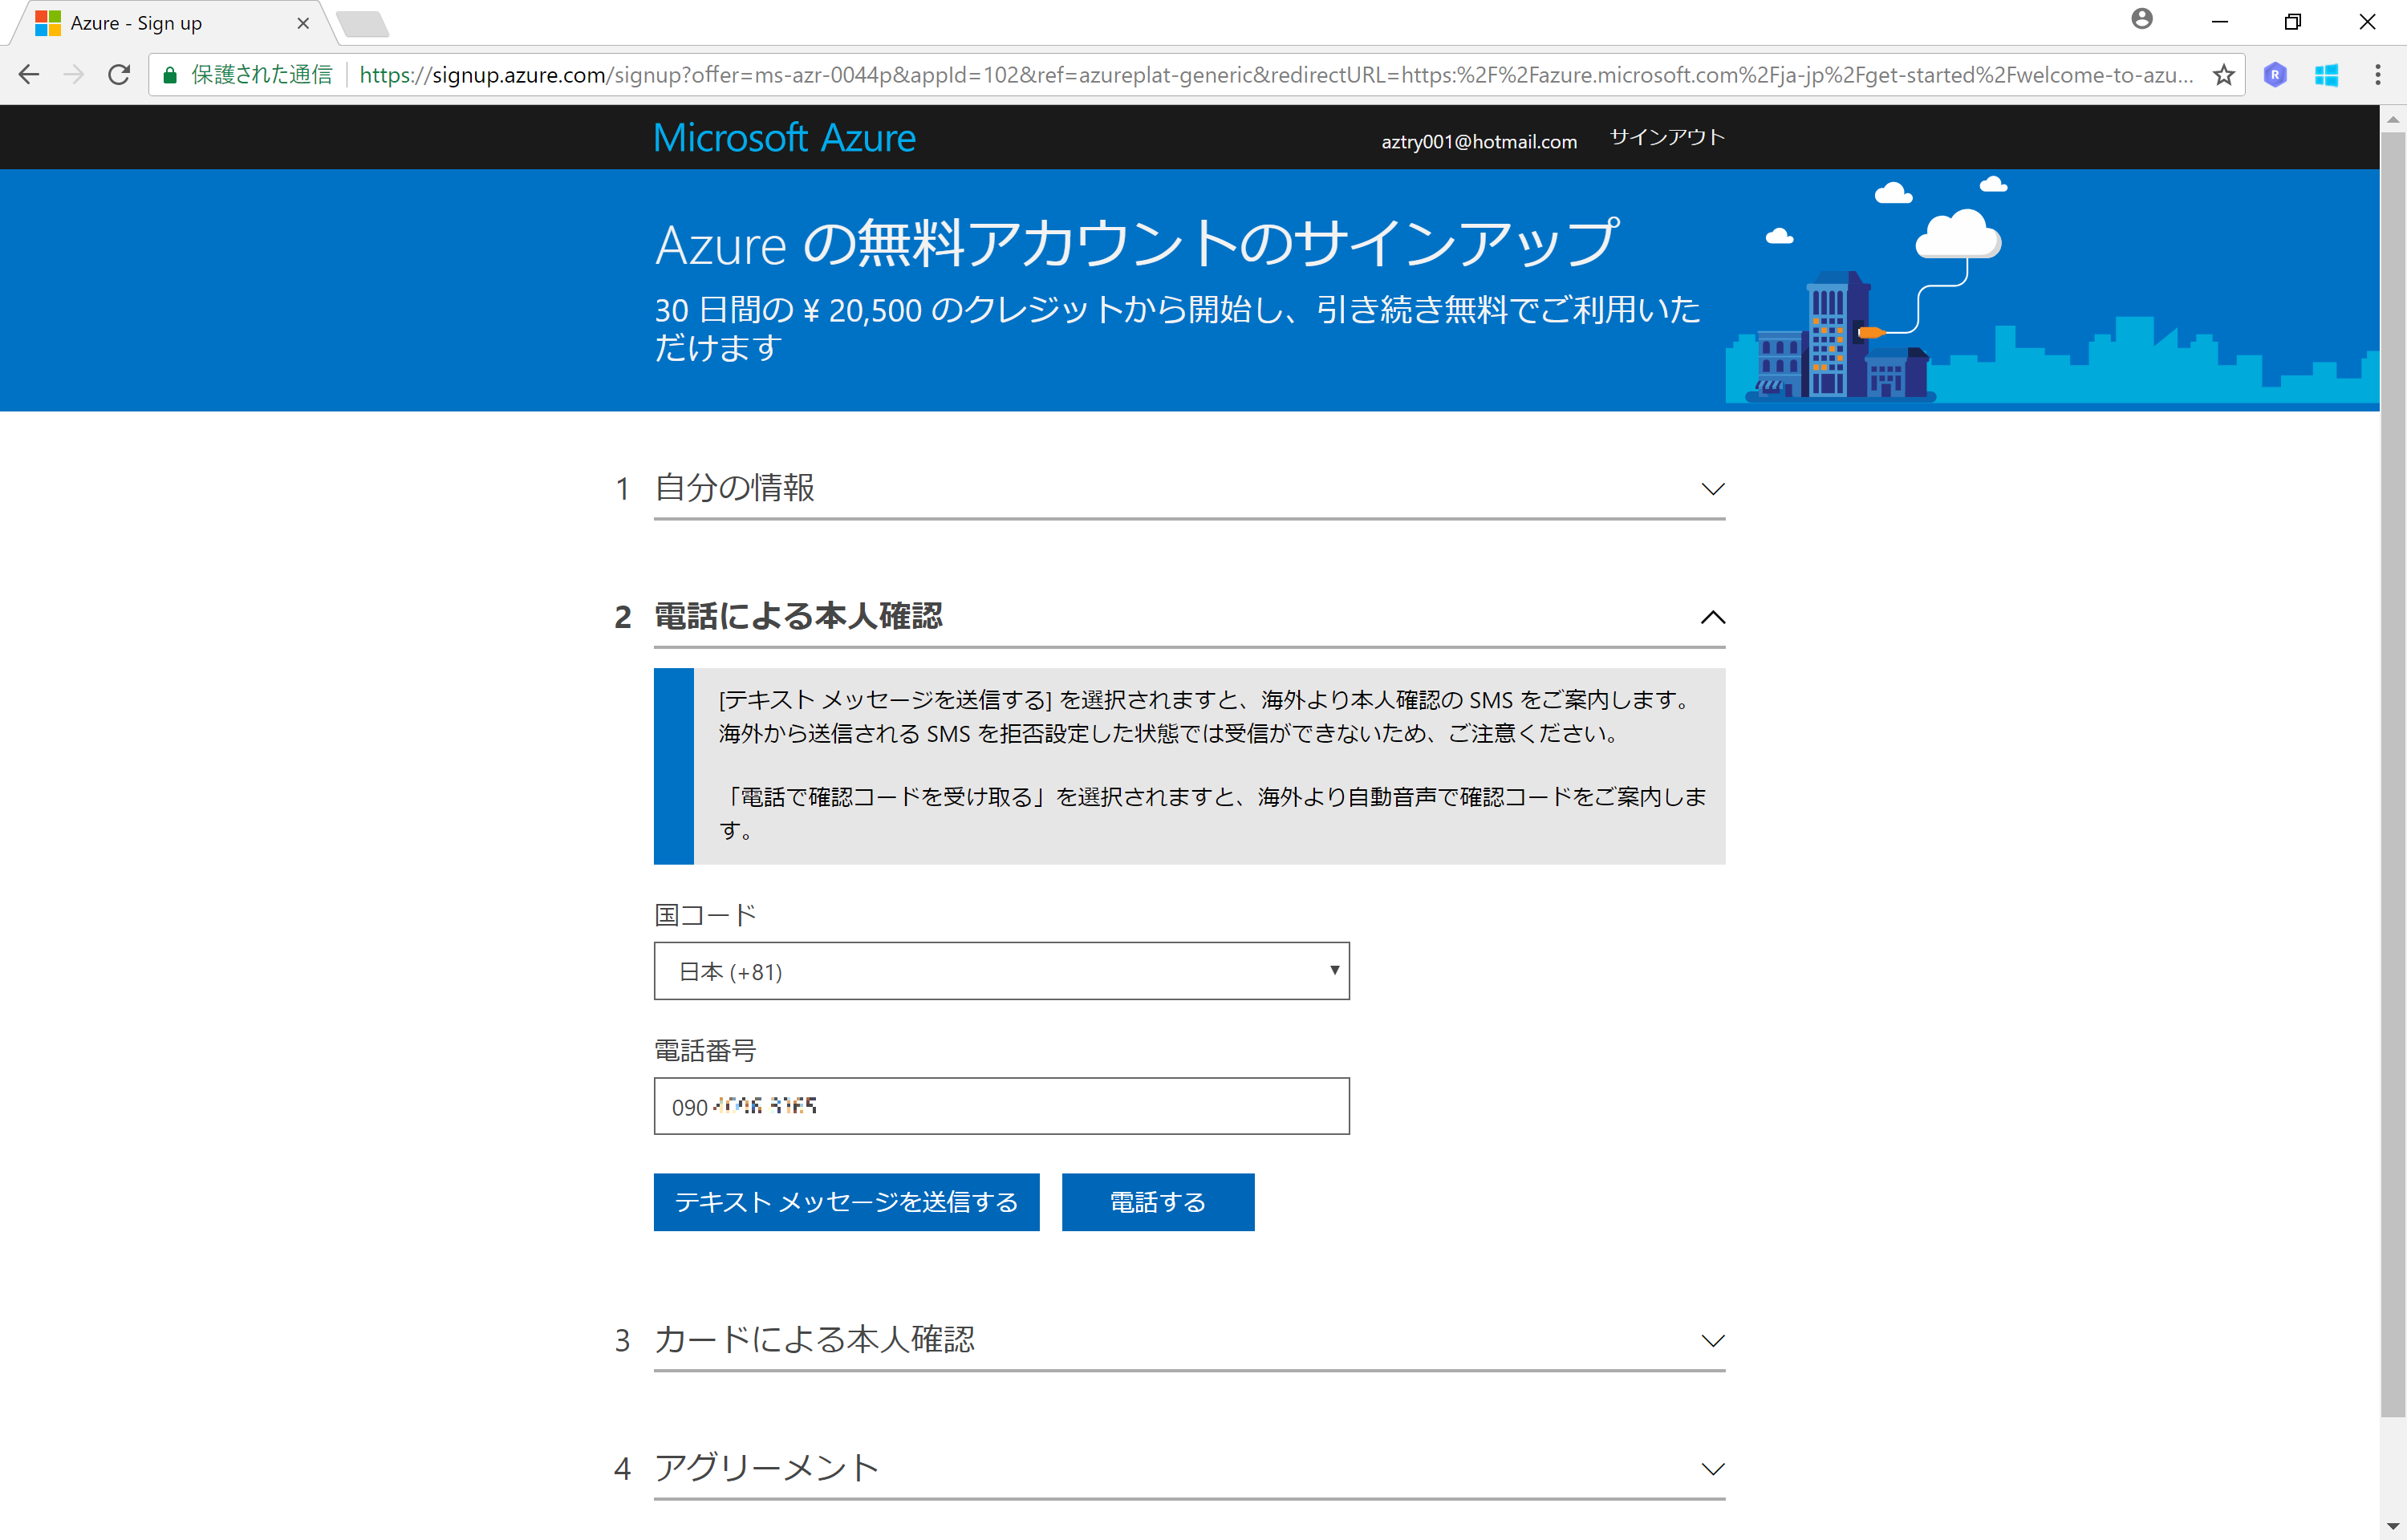 Azure - Sign up
保護された通信 https://signup.azure.com/signup?offer=ms-azr-0044p&appId=102&ref=azureplat-generic&redirectURL=https:%2F%2Fazure.microsoft.com%2Fja-jp%2Fget-started%2Fwelcome-to-azu...
R
Microsoft Azure
aztry001@hotmail.com サインアウト
Azure の無料アカウントのサインアップ
30 日間の ¥ 20,500 のクレジットから開始し、引き続き無料でご利用いた
だけます
1 自分の情報
2 電話による本人確認
[テキスト メッセージを送信する] を選択されますと、海外より本人確認の SMS をご案内します。
海外から送信される SMS を拒否設定した状態では受信ができないため、ご注意ください。
「電話で確認コードを受け取る」を選択されますと、海外より自動音声で確認コードをご案内しま
す。
国コード
日本 (+81)
電話番号
090
テキスト メッセージを送信する 電話する
3 カードによる本人確認
4 アグリーメント